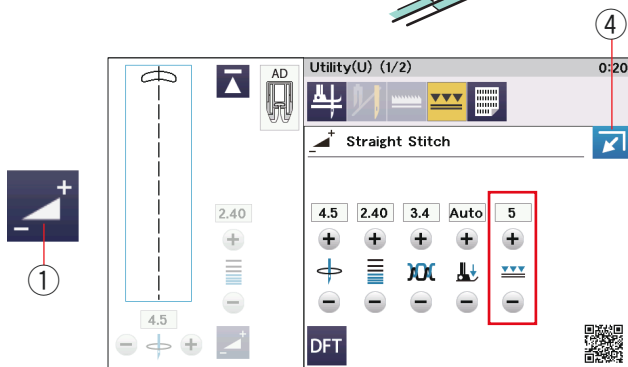 ④
AD
Utility(U) (1/2) 0:20
+
Straight Stitch
−
+
−
①
2.40
4.5 2.40 3.4 Auto 5
4.5
DFT